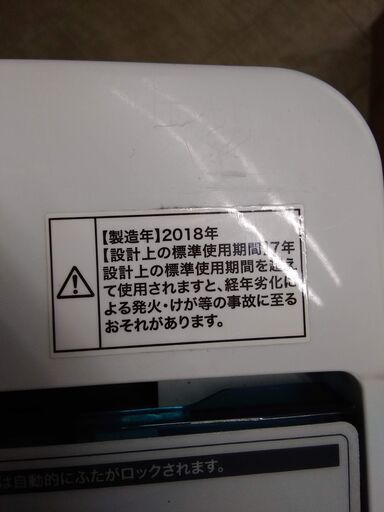 【製造年】2018年
【設計上の標準使用期間】7年
設計上の標準使用期間を超え
て使用されますと、経年劣化に
よる発火・けが等の事故に至る
おそれがあります。
は自動的にふたがロックされます。